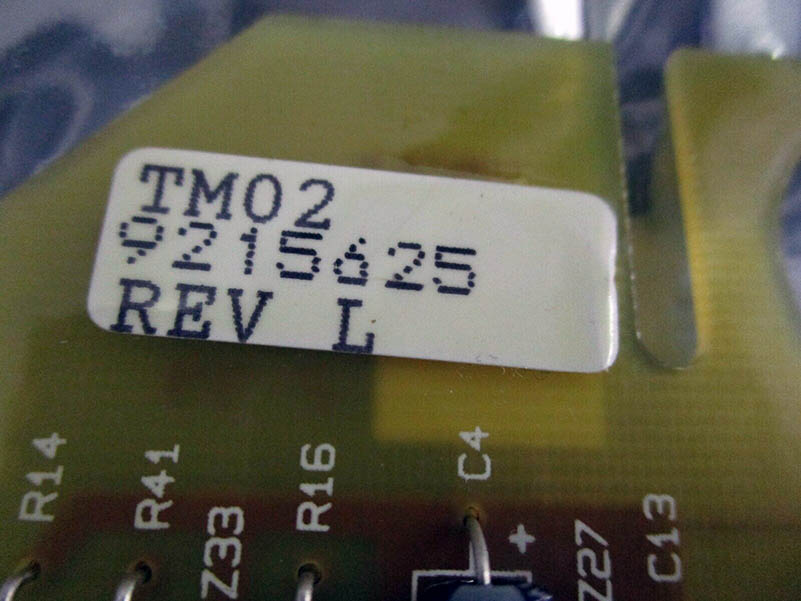 TM02
9215625
REV L
R14
R41
Z33
R16
C4
+
Z27
C13